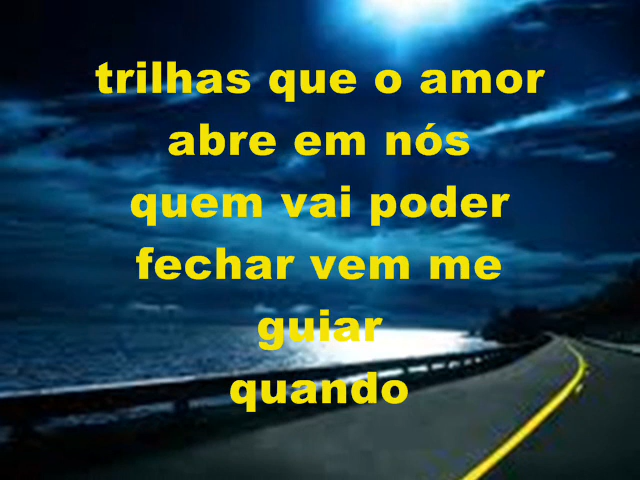 trilhas que o amor
abre em nós
quem vai poder
fechar vem me
guiar
quando